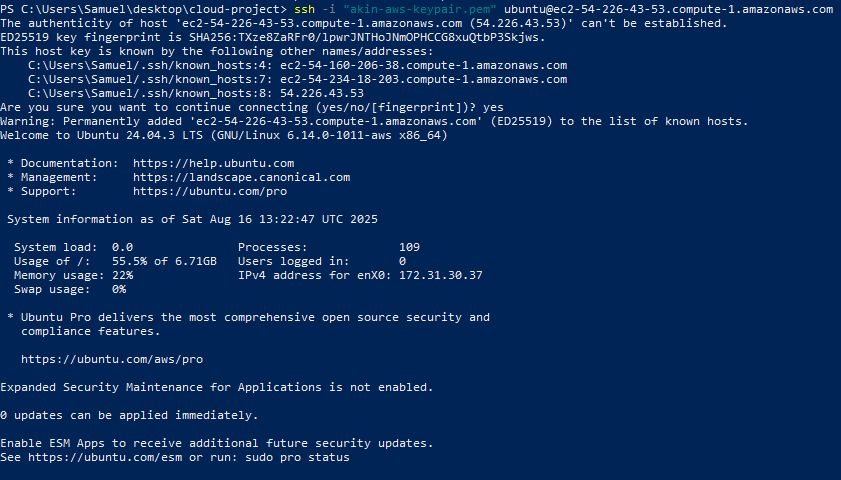 PS C:\Users\Samuel\desktop\cloud-project> ssh -i "akin-aws-keypair.pem" ubuntu@ec2-54-226-43-53.compute-1.amazonaws.com
The authenticity of host 'ec2-54-226-43-53.compute-1.amazonaws.com (54.226.43.53)' can't be established.
ED25519 key fingerprint is SHA256:TXze8ZaRFr0/lpwrJNTHoJNmOPHCCG8xuQtbP3Skjws.
This host key is known by the following other names/addresses:
    C:\Users\Samuel/.ssh/known_hosts:4: ec2-54-160-206-38.compute-1.amazonaws.com
    C:\Users\Samuel/.ssh/known_hosts:7: ec2-54-234-18-203.compute-1.amazonaws.com
    C:\Users\Samuel/.ssh/known_hosts:8: 54.226.43.53
Are you sure you want to continue connecting (yes/no/[fingerprint])? yes
Warning: Permanently added 'ec2-54-226-43-53.compute-1.amazonaws.com' (ED25519) to the list of known hosts.
Welcome to Ubuntu 24.04.3 LTS (GNU/Linux 6.14.0-1011-aws x86_64)

 * Documentation:  https://help.ubuntu.com
 * Management:     https://landscape.canonical.com
 * Support:        https://ubuntu.com/pro

 System information as of Sat Aug 16 13:22:47 UTC 2025

  System load:  0.0               Processes:             109
  Usage of /:   55.5% of 6.71GB   Users logged in:       0
  Memory usage: 22%               IPv4 address for enX0: 172.31.30.37
  Swap usage:   0%

 * Ubuntu Pro delivers the most comprehensive open source security and
   compliance features.

   https://ubuntu.com/aws/pro

Expanded Security Maintenance for Applications is not enabled.

0 updates can be applied immediately.

Enable ESM Apps to receive additional future security updates.
See https://ubuntu.com/esm or run: sudo pro status